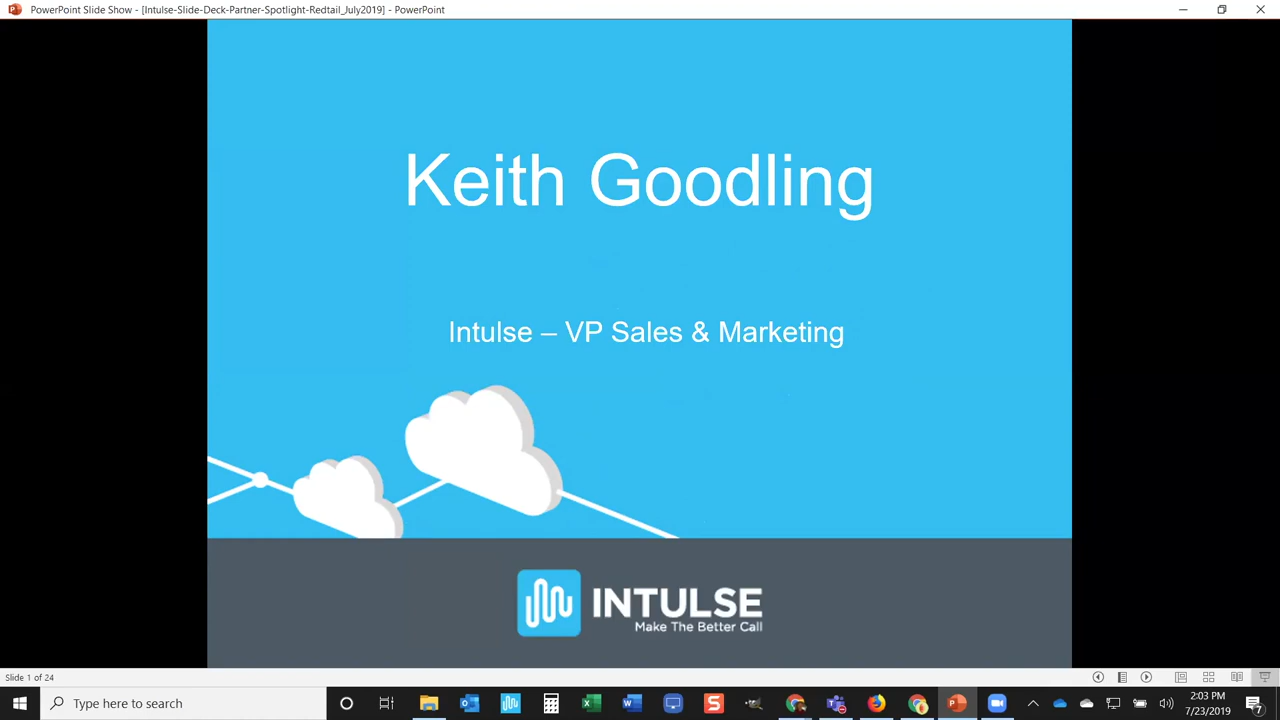 PowerPoint Slide Show - [Intulse-Slide-Deck-Partner-Spotlight-Redtail_July2019] - PowerPoint
Keith Goodling
Intulse – VP Sales & Marketing
INTULSE
Make The Better Call
Slide 1 of 24
Type here to search
2:03 PM
7/23/2019
7